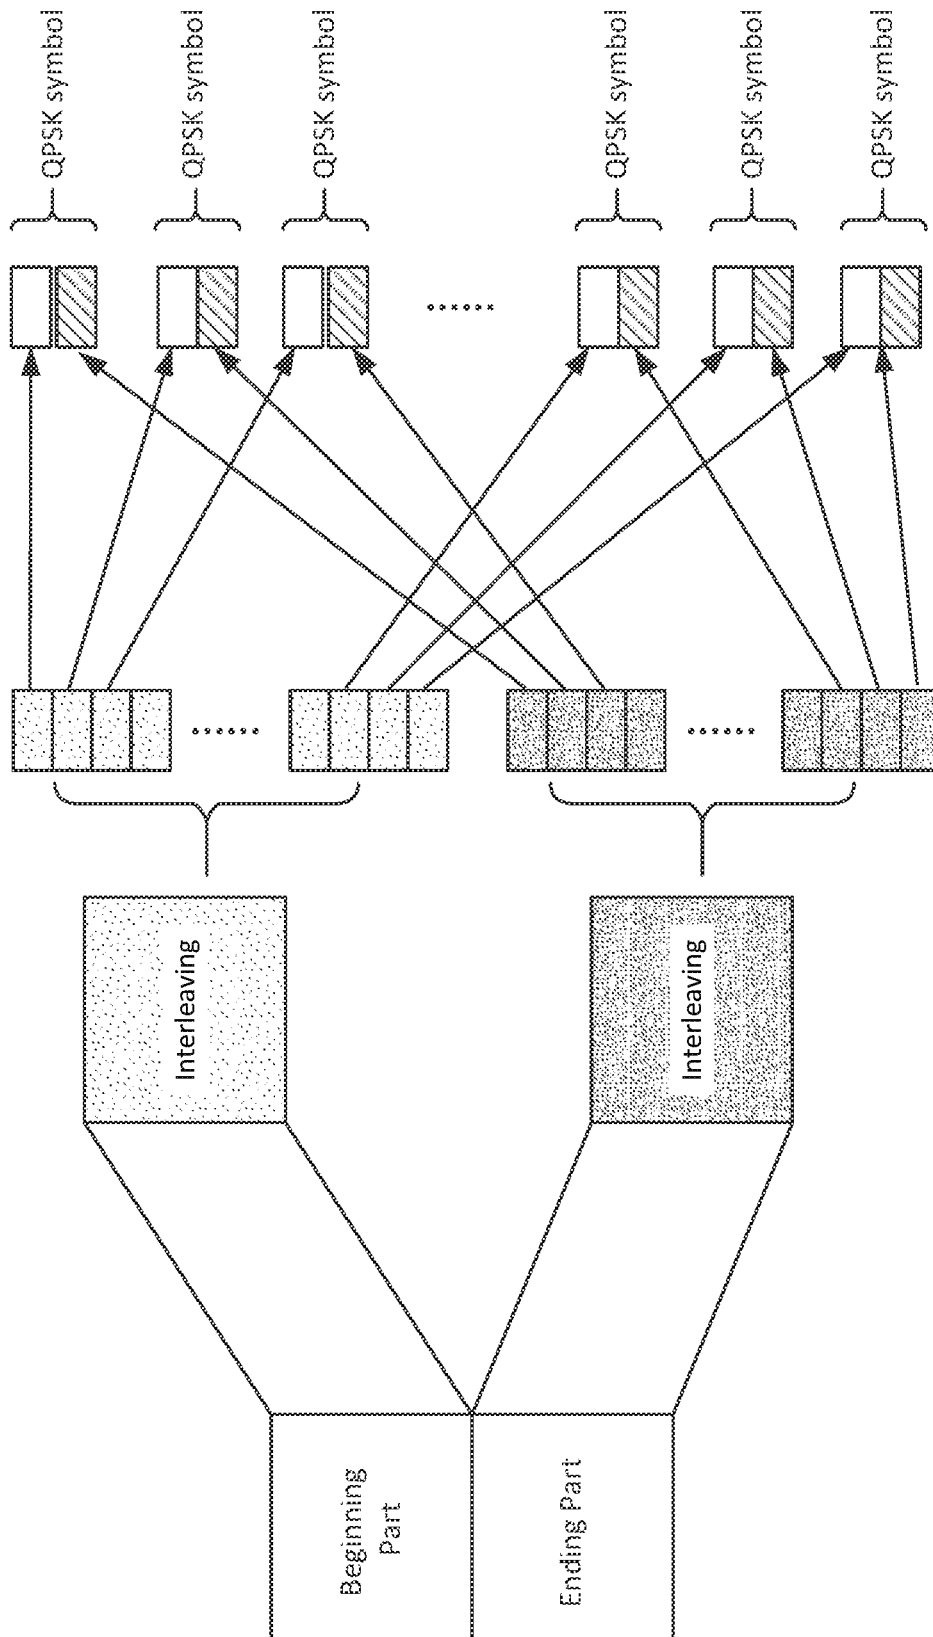 Beginning
Part
Ending Part
Interleaving
Interleaving
QPSK symbol
QPSK symbol
QPSK symbol
QPSK symbol
QPSK symbol
QPSK symbol